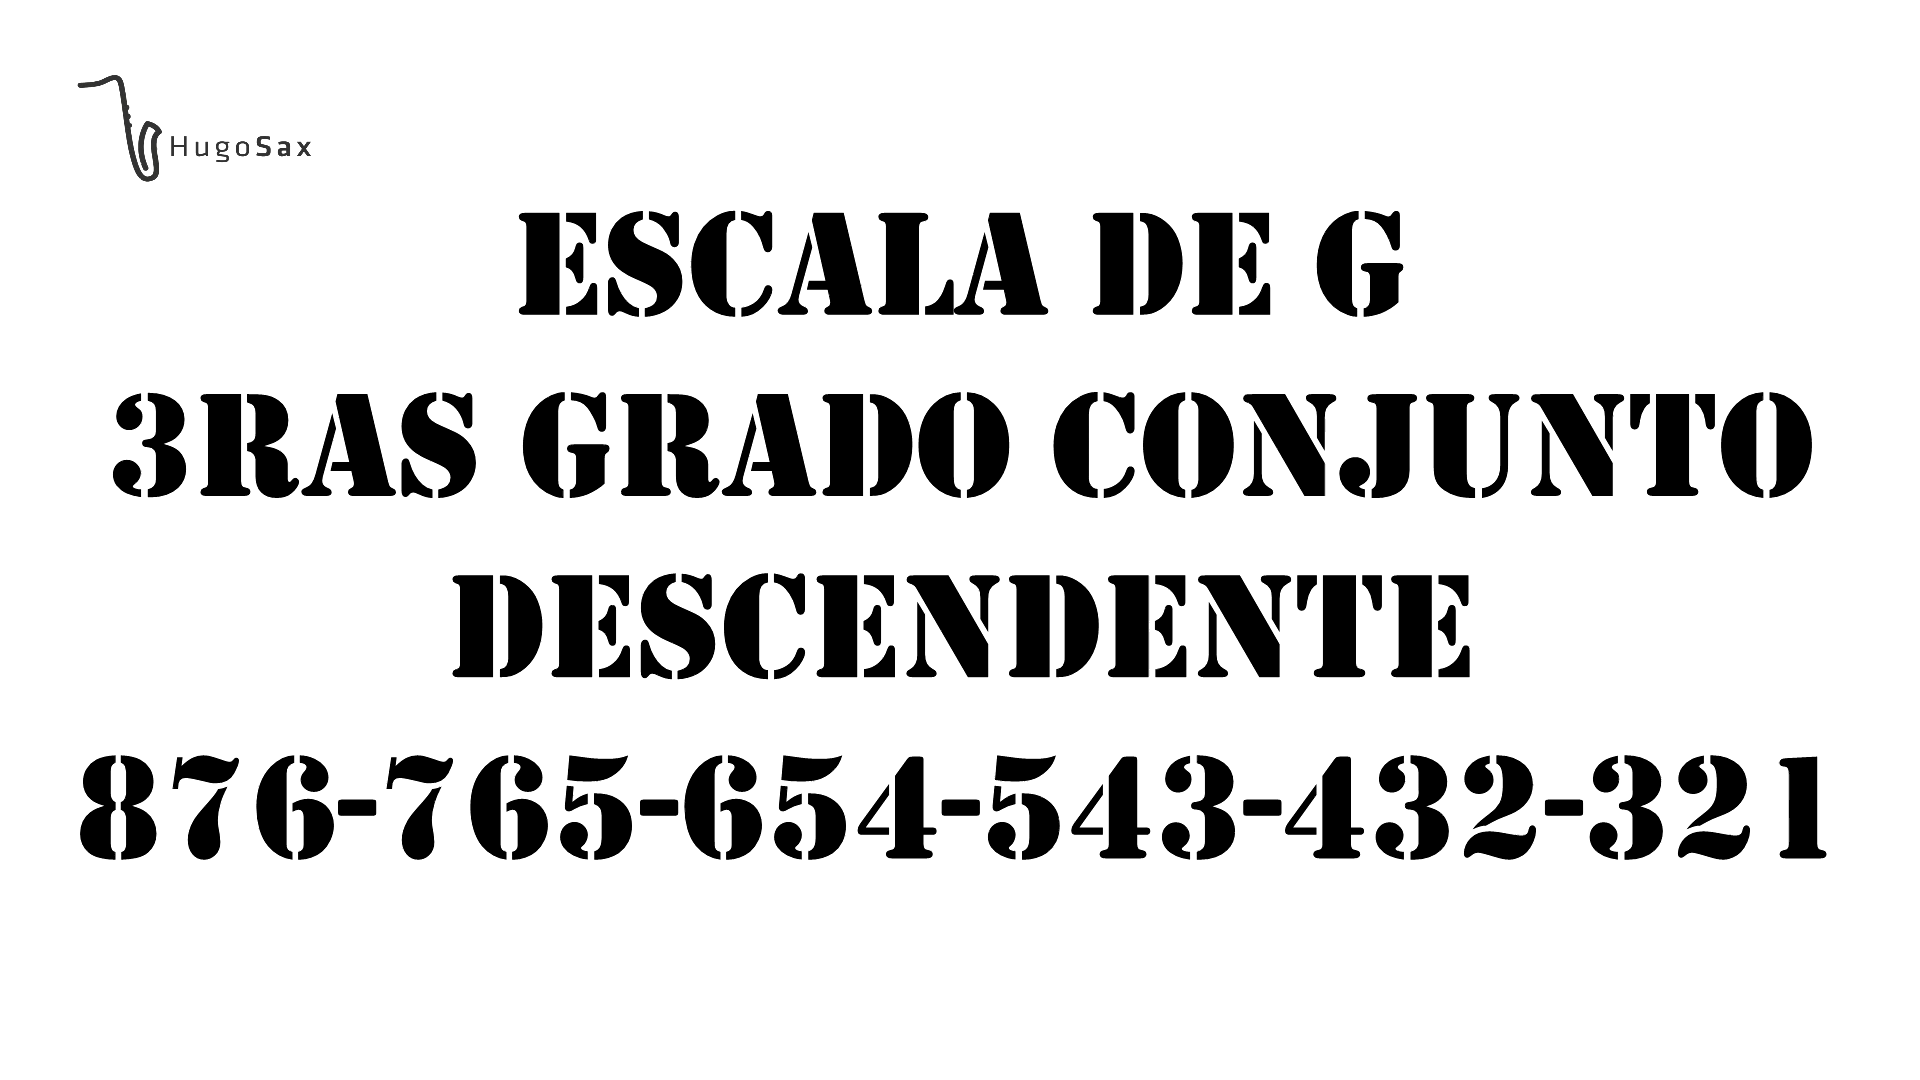 HugoSax
ESCALA DE G
3RAS GRADO CONJUNTO
DESCENDENTE
876-765-654-543-432-321